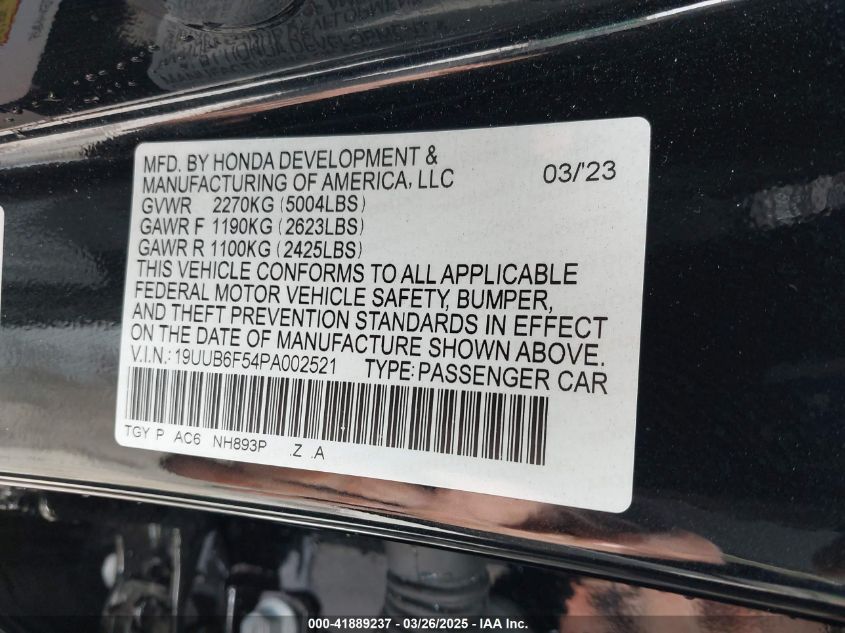 MFD. BY HONDA DEVELOPMENT & 03/'23
MANUFACTURING OF AMERICA, LLC
GVWR 2270KG (5004LBS)
GAWR F 1190KG (2623LBS)
GAWR R 1100KG (2425LBS)
THIS VEHICLE CONFORMS TO ALL APPLICABLE
FEDERAL MOTOR VEHICLE SAFETY, BUMPER,
AND THEFT PREVENTION STANDARDS IN EFFECT
ON THE DATE OF MANUFACTURE SHOWN ABOVE.
V.I.N.:19UUB6F54PA002521 TYPE:PASSENGER CAR
TGY P AC6 NH893P .Z .A
000-41889237 - 03/26/2025 - IAA Inc.